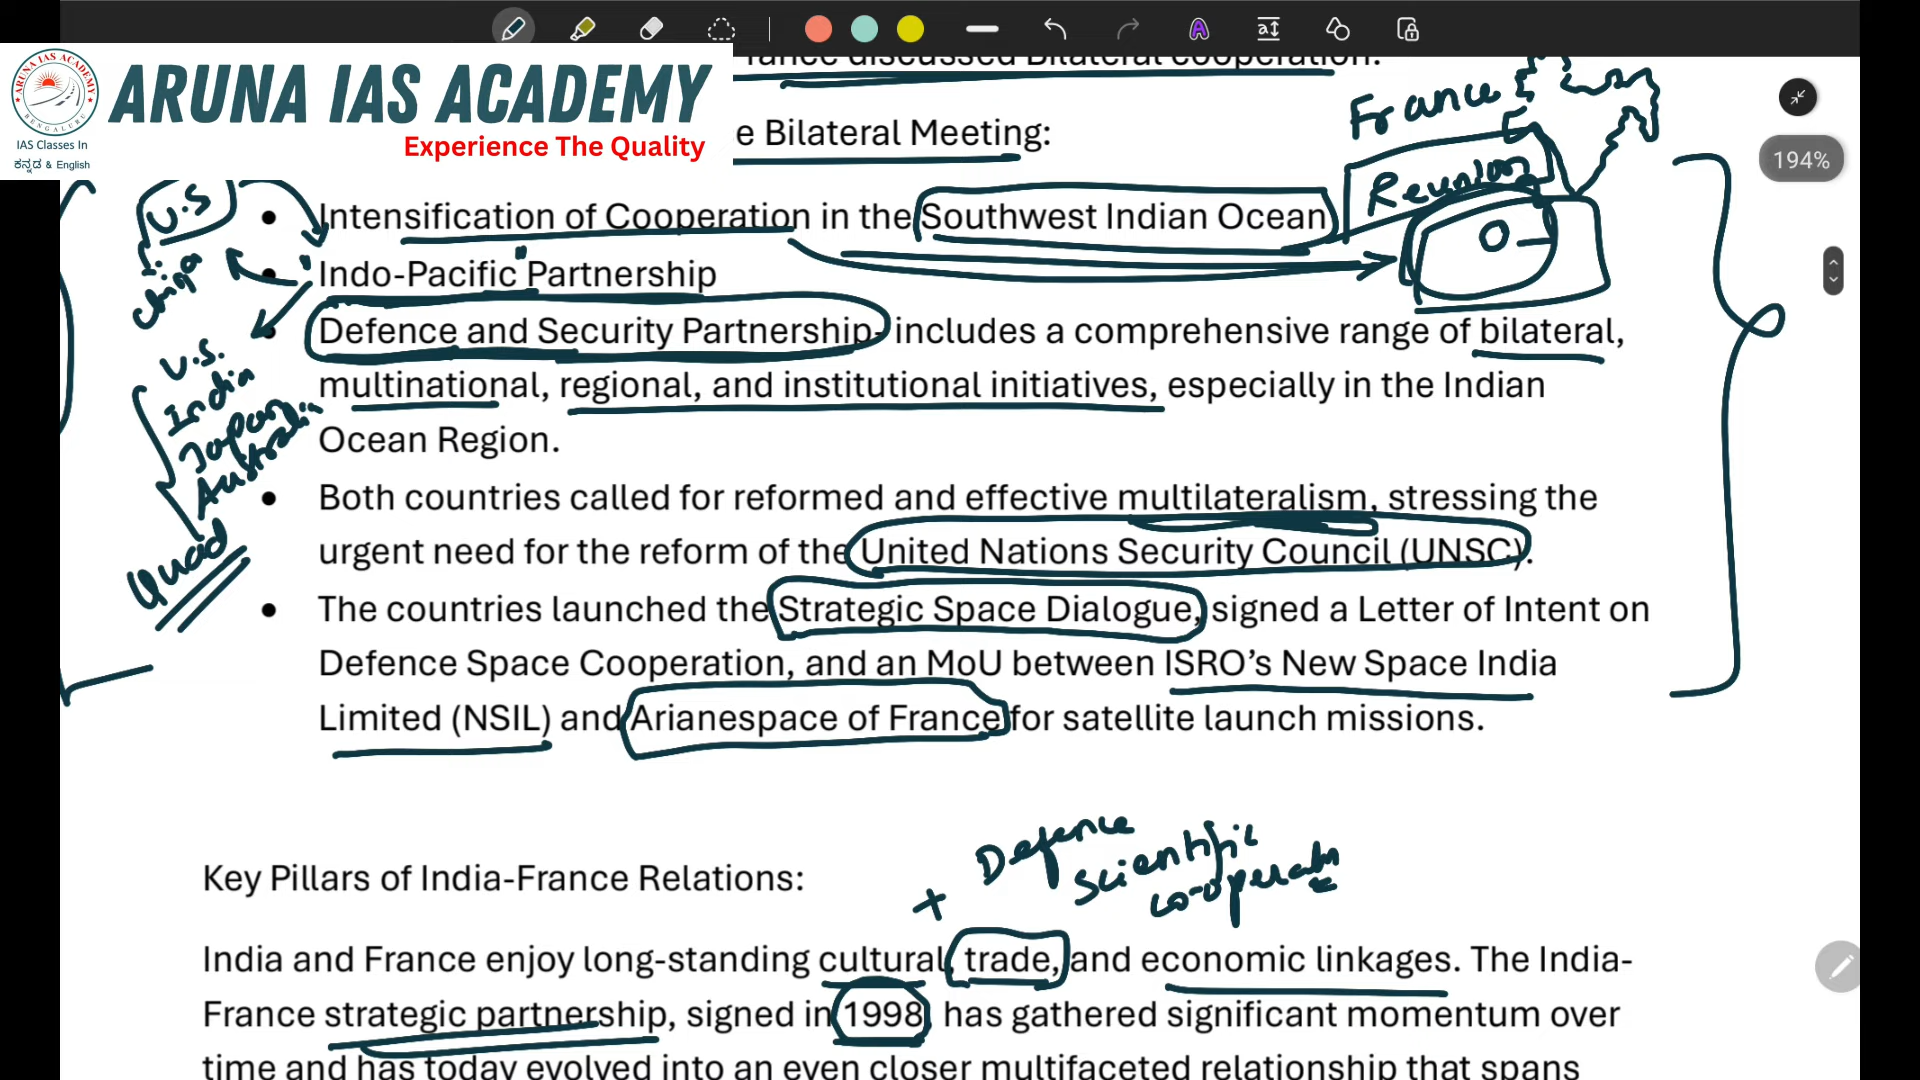 ARUNA IAS ACADEMY
Experience The Quality
ARUNA IAS ACADEMY
BENGALURU
IAS Classes In
ಕನ್ನಡ & English
194%
rance discussed Bilateral cooperation.
e Bilateral Meeting:
France
Reunion
U.S
China
• Intensification of Cooperation in the Southwest Indian Ocean
• Indo-Pacific Partnership
• Defence and Security Partnership- includes a comprehensive range of bilateral,
multinational, regional, and institutional initiatives, especially in the Indian
Ocean Region.
U.S.
India
Japan
Australia
Quad
• Both countries called for reformed and effective multilateralism, stressing the
urgent need for the reform of the United Nations Security Council (UNSC).
• The countries launched the Strategic Space Dialogue, signed a Letter of Intent on
Defence Space Cooperation, and an MoU between ISRO’s New Space India
Limited (NSIL) and Arianespace of France for satellite launch missions.
Defence
Scientific
Key Pillars of India-France Relations:
+
India and France enjoy long-standing cultural, trade, and economic linkages. The India-
France strategic partnership, signed in 1998, has gathered significant momentum over
time and has today evolved into an even closer multifaceted relationship that spans